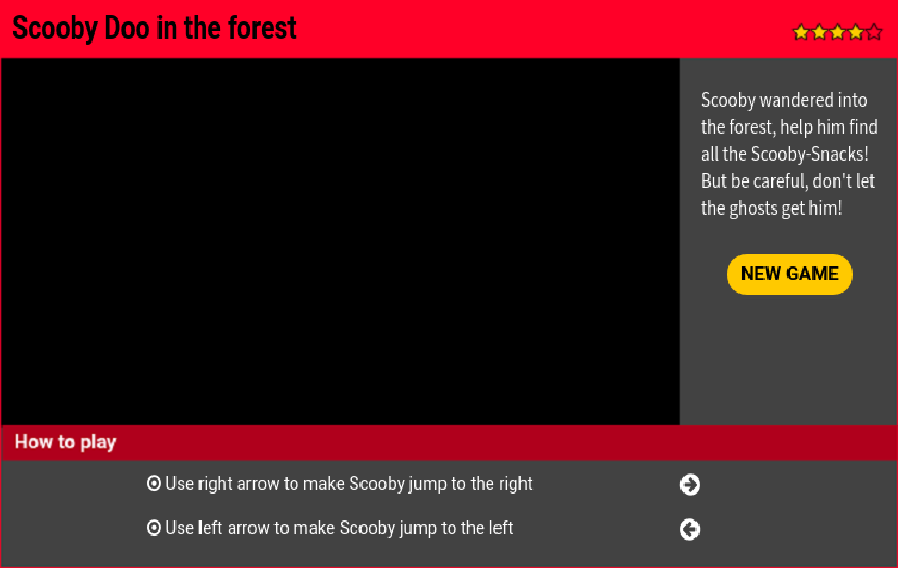 Scooby Doo in the forest
Scooby wandered into
the forest, help him find
all the Scooby-Snacks!
But be careful, don't let
the ghosts get him!
NEW GAME
How to play
Use right arrow to make Scooby jump to the right
Use left arrow to make Scooby jump to the left